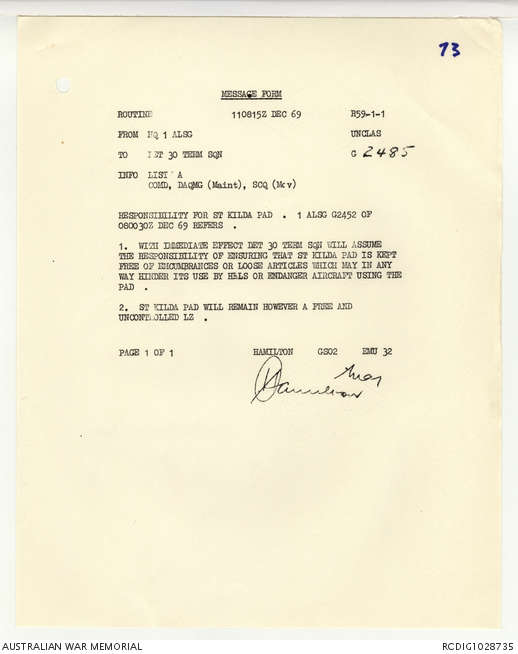 73
MESSAGE FORM
ROUTINE 110815Z DEC 69 R59-1-1
FROM HQ 1 ALSG UNCLAS
TO DET 30 TERM SQN G 2485
INFO LIST A
COMD, DAQMG (Maint), SCQ (Mov)
RESPONSIBILITY FOR ST KILDA PAD . 1 ALSG G2452 OF
080030Z DEC 69 REFERS .
1. WITH IMMEDIATE EFFECT DET 30 TERM SQN WILL ASSUME
THE RESPONSIBILITY OF ENSURING THAT ST KILDA PAD IS KEPT
FREE OF ENCUMBRANCES OR LOOSE ARTICLES WHICH MAY IN ANY
WAY HINDER ITS USE BY HELS OR ENDANGER AIRCRAFT USING THE
PAD .
2. ST KILDA PAD WILL REMAIN HOWEVER A FREE AND
UNCONTROLLED LZ .
PAGE 1 OF 1 HAMILTON GSO2 EMU 32
Hamilton Maj
AUSTRALIAN WAR MEMORIAL RCDIG1028735